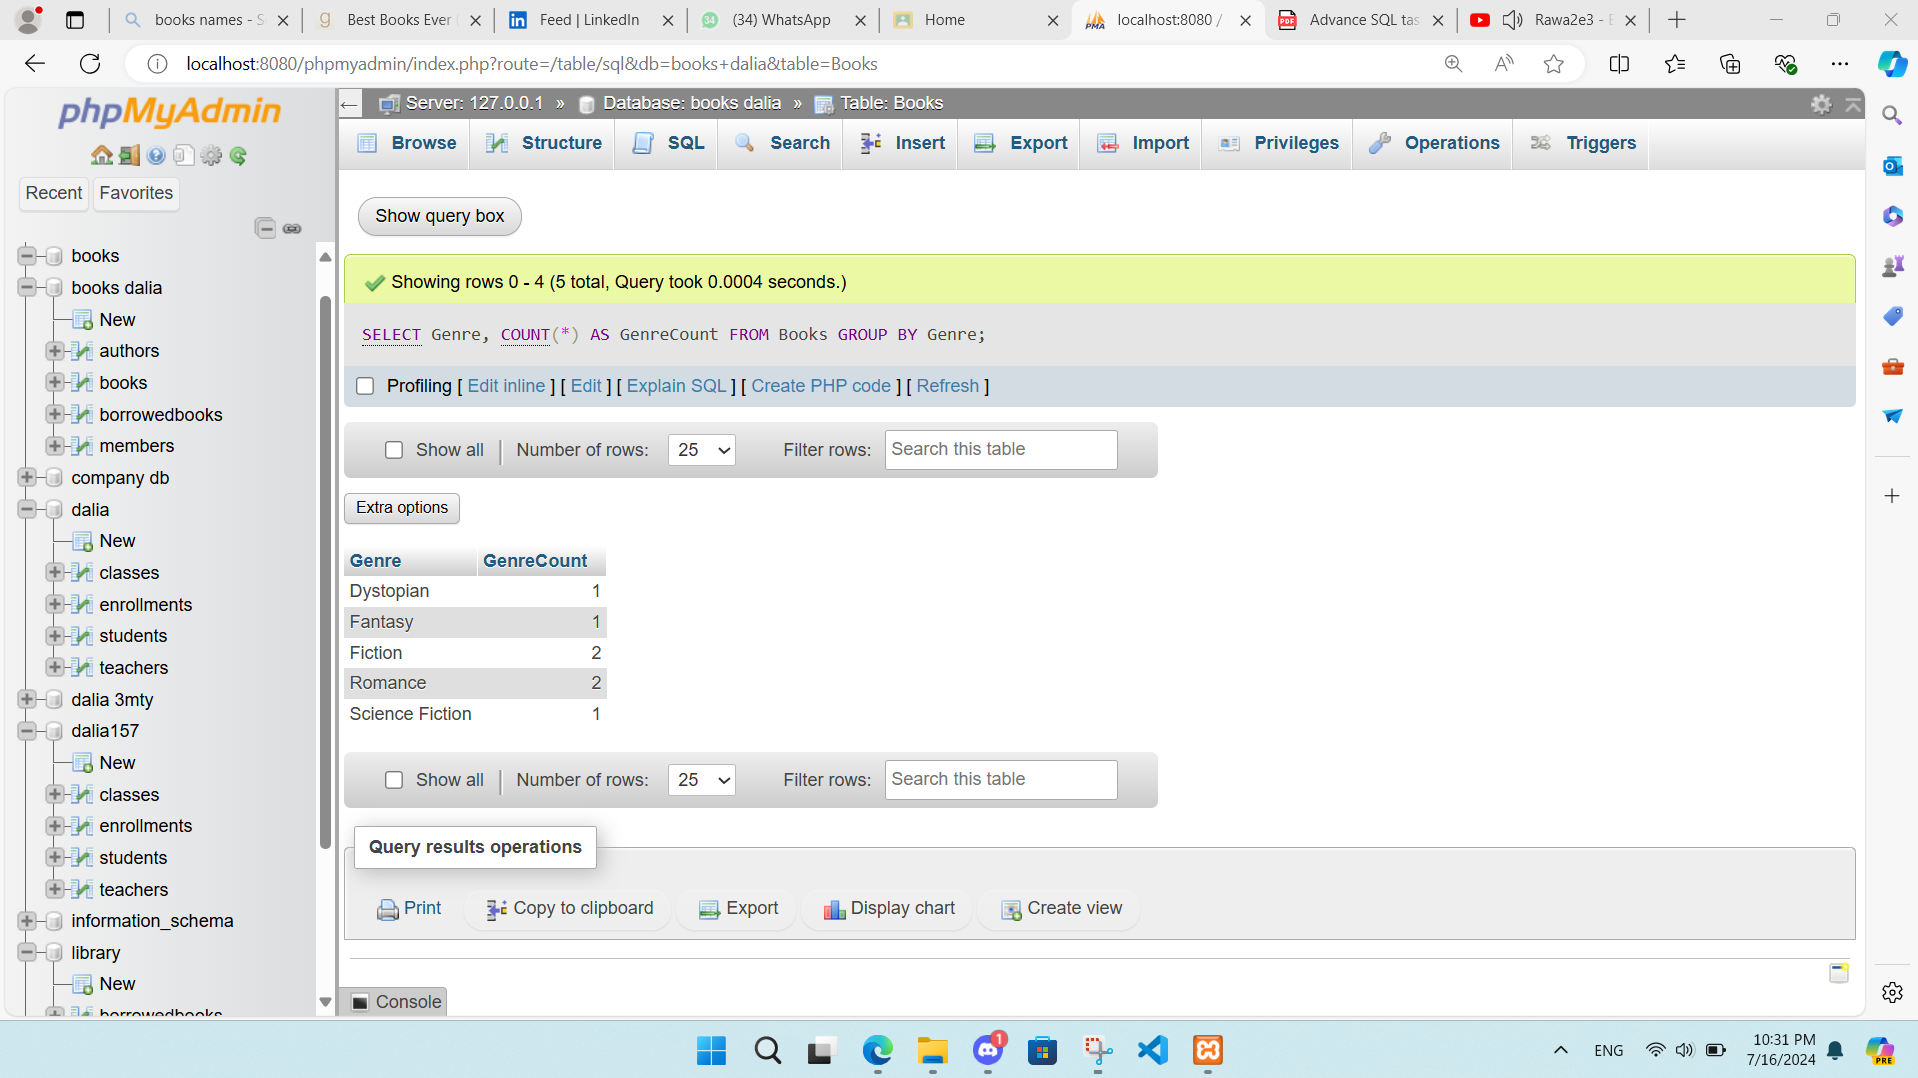 books names - S
Best Books Ever
Feed | LinkedIn
(34) WhatsApp
Home
localhost:8080 /
Advance SQL tas
Rawa2e3 -
localhost:8080/phpmyadmin/index.php?route=/table/sql&db=books+dalia&table=Books
phpMyAdmin
Recent
Favorites
books
books dalia
New
authors
books
borrowedbooks
members
company db
dalia
New
classes
enrollments
students
teachers
dalia 3mty
dalia157
New
classes
enrollments
students
teachers
information_schema
library
New
borrowedbooks
Server: 127.0.0.1 » Database: books dalia » Table: Books
Browse
Structure
SQL
Search
Insert
Export
Import
Privileges
Operations
Triggers
Show query box
Showing rows 0 - 4 (5 total, Query took 0.0004 seconds.)
SELECT Genre, COUNT(*) AS GenreCount FROM Books GROUP BY Genre;
Profiling [ Edit inline ] [ Edit ] [ Explain SQL ] [ Create PHP code ] [ Refresh ]
Show all | Number of rows: 25 Filter rows: Search this table
Extra options
Genre GenreCount
Dystopian 1
Fantasy 1
Fiction 2
Romance 2
Science Fiction 1
Show all | Number of rows: 25 Filter rows: Search this table
Query results operations
Print
Copy to clipboard
Export
Display chart
Create view
Console
1
ENG
10:31 PM
7/16/2024
PRE